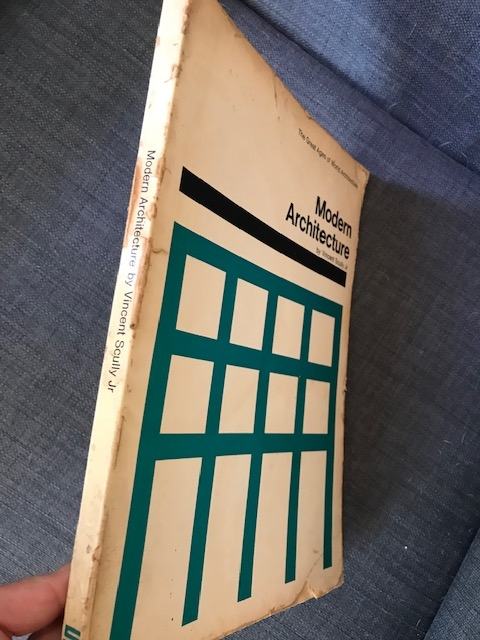 The Great Ages of World Architecture
Modern
Architecture
by Vincent Scully Jr
Modern Architecture by Vincent Scully Jr